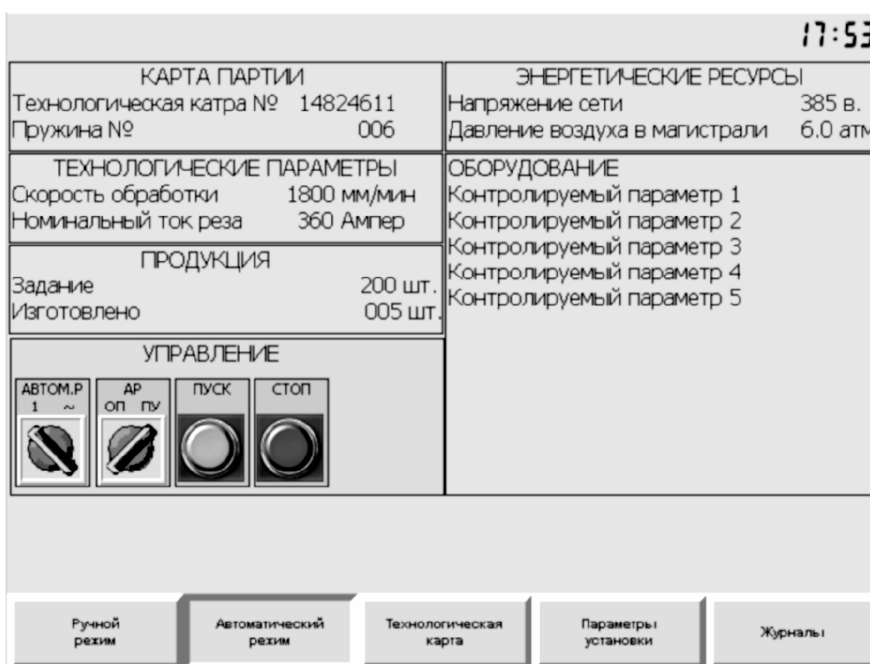 17:53
КАРТА ПАРТИИ
Технологическая катра № 14824611
Пружина № 006
ЭНЕРГЕТИЧЕСКИЕ РЕСУРСЫ
Напряжение сети 385 в.
Давление воздуха в магистрали 6.0 атм
ТЕХНОЛОГИЧЕСКИЕ ПАРАМЕТРЫ
Скорость обработки 1800 мм/мин
Номинальный ток реза 360 Ампер
ПРОДУКЦИЯ
Задание 200 шт.
Изготовлено 005 шт.
ОБОРУДОВАНИЕ
Контролируемый параметр 1
Контролируемый параметр 2
Контролируемый параметр 3
Контролируемый параметр 4
Контролируемый параметр 5
УПРАВЛЕНИЕ
АВТОМ.Р
1 ~
АР
ОП ПУ
ПУСК
СТОП
Ручной
режим
Автоматический
режим
Технологическая
карта
Параметры
установки
Журналы